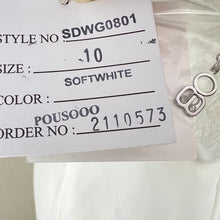 STYLE NO : SDWG0801
SIZE : 10
SOFTWHITE
COLOR :
POUSOOO
ORDER NO : 2110573